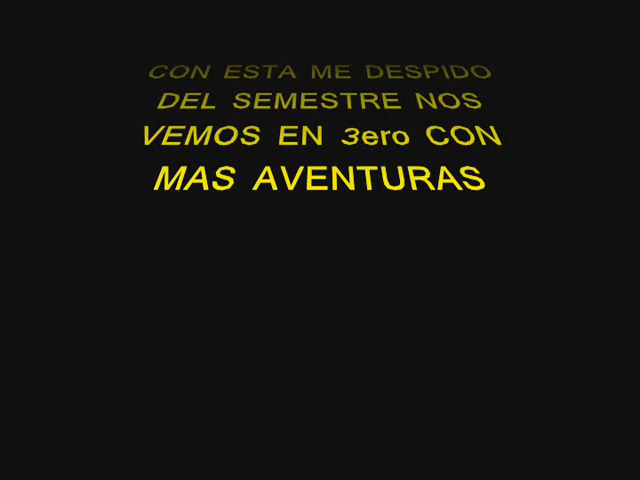 CON ESTA ME DESPIDO
DEL SEMESTRE NOS
VEMOS EN 3ero CON
MAS AVENTURAS